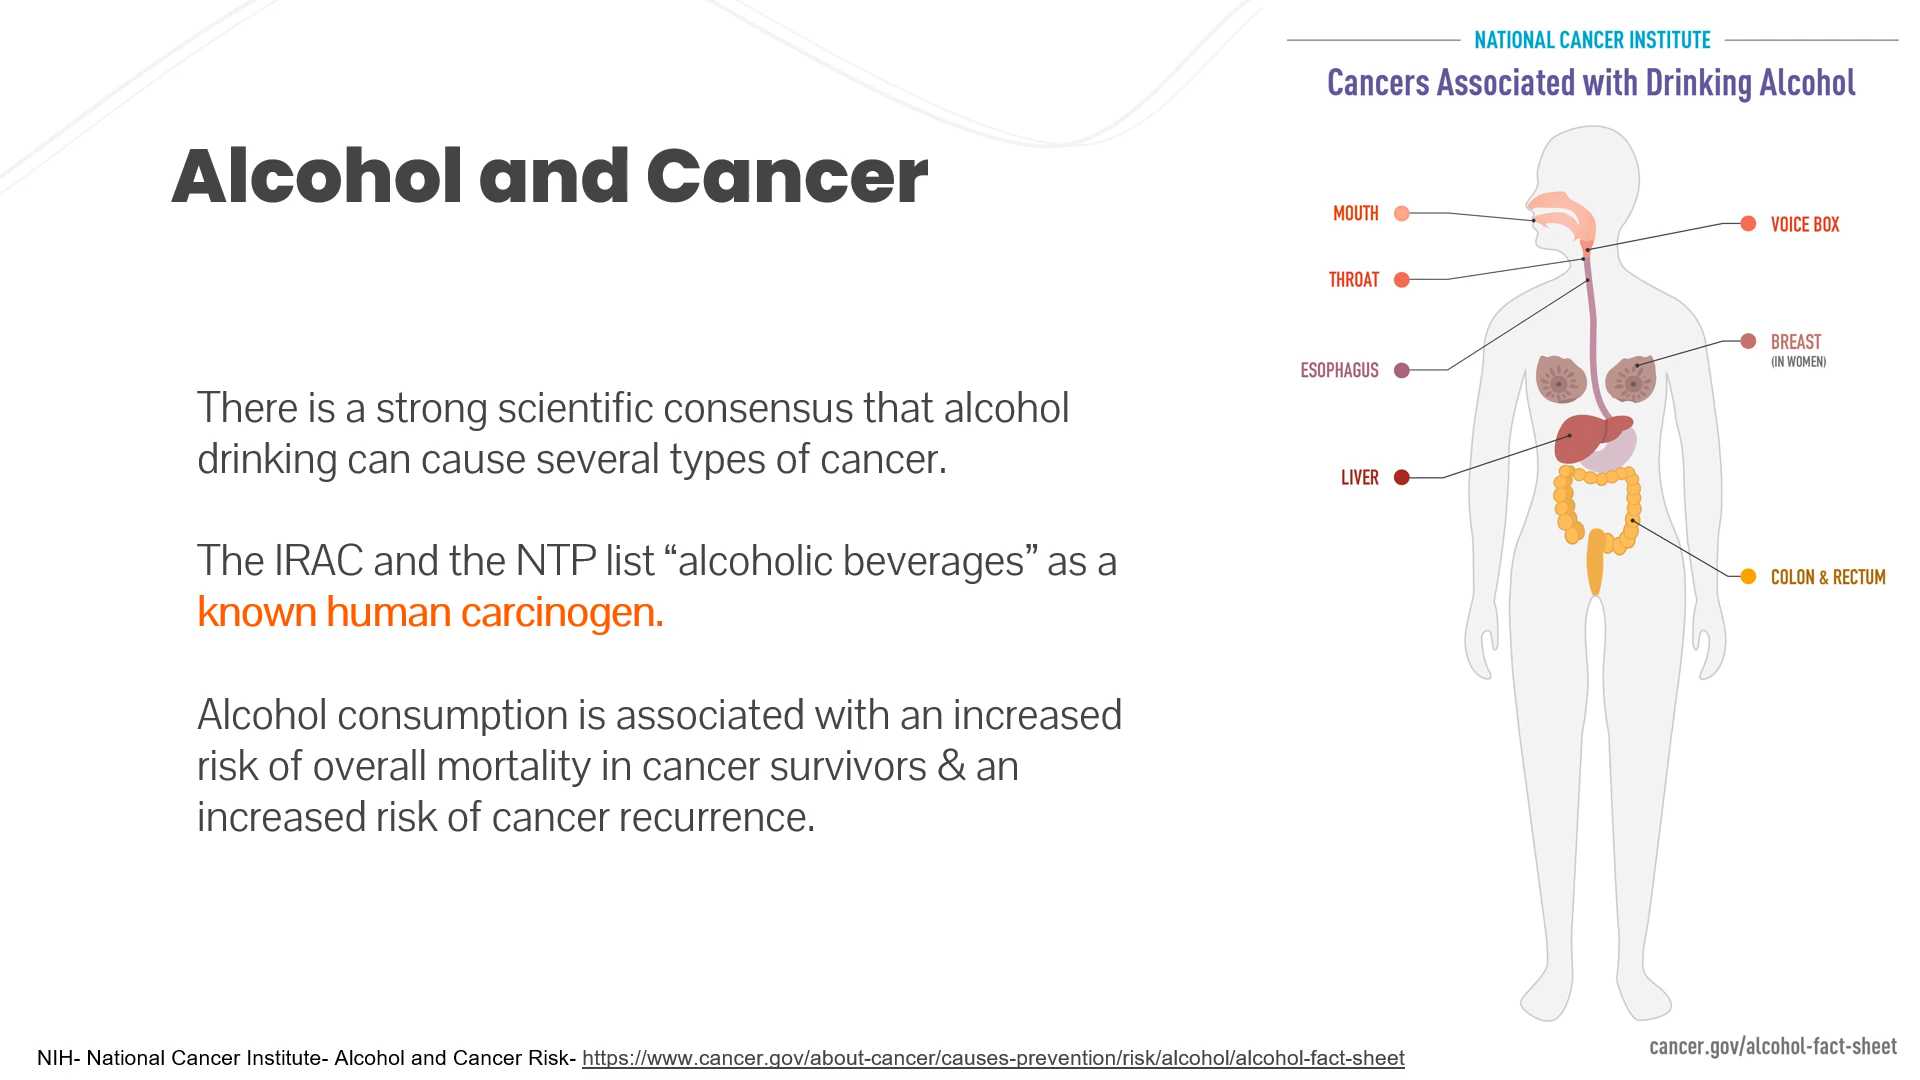 Alcohol and Cancer
There is a strong scientific consensus that alcohol
drinking can cause several types of cancer.
The IRAC and the NTP list “alcoholic beverages” as a
known human carcinogen.
Alcohol consumption is associated with an increased
risk of overall mortality in cancer survivors & an
increased risk of cancer recurrence.
NATIONAL CANCER INSTITUTE
Cancers Associated with Drinking Alcohol
MOUTH
VOICE BOX
THROAT
BREAST
(IN WOMEN)
ESOPHAGUS
LIVER
COLON & RECTUM
cancer.gov/alcohol-fact-sheet
NIH- National Cancer Institute- Alcohol and Cancer Risk- https://www.cancer.gov/about-cancer/causes-prevention/risk/alcohol/alcohol-fact-sheet